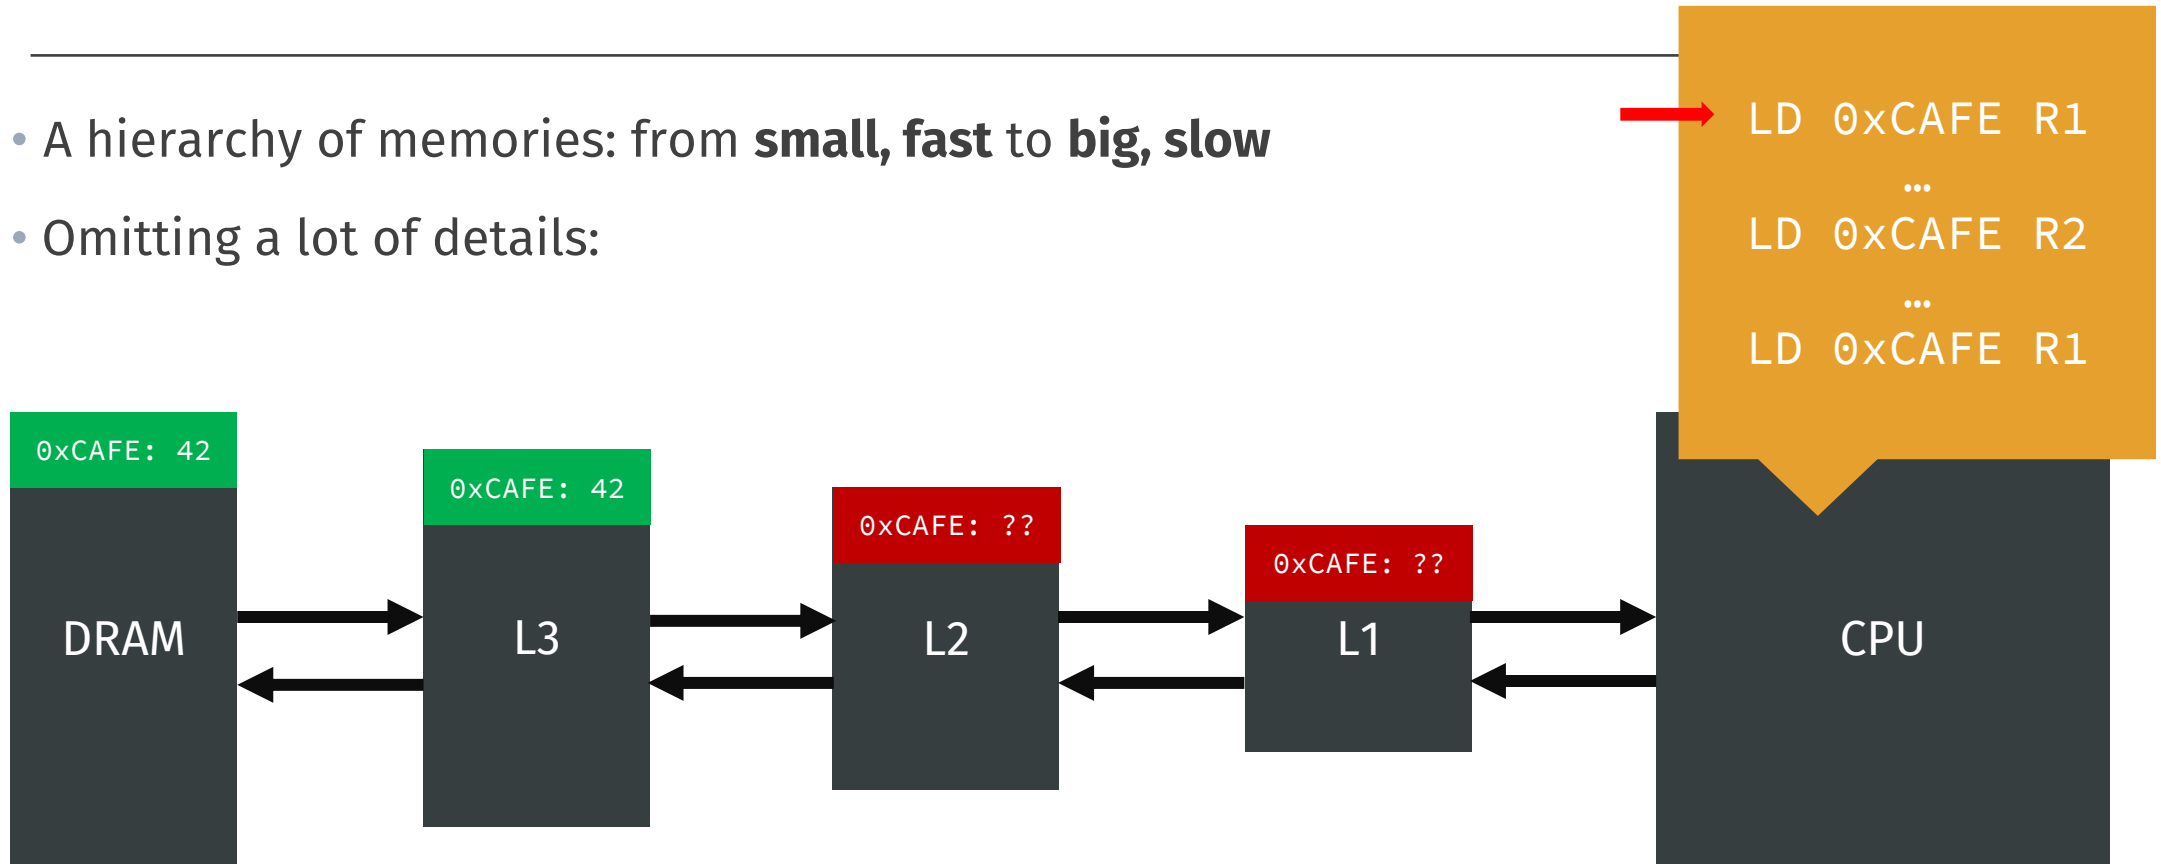 • A hierarchy of memories: from small, fast to big, slow
• Omitting a lot of details:
LD 0xCAFE R1
…
LD 0xCAFE R2
…
LD 0xCAFE R1
0xCAFE: 42
DRAM
0xCAFE: 42
L3
0xCAFE: ??
L2
0xCAFE: ??
L1
CPU